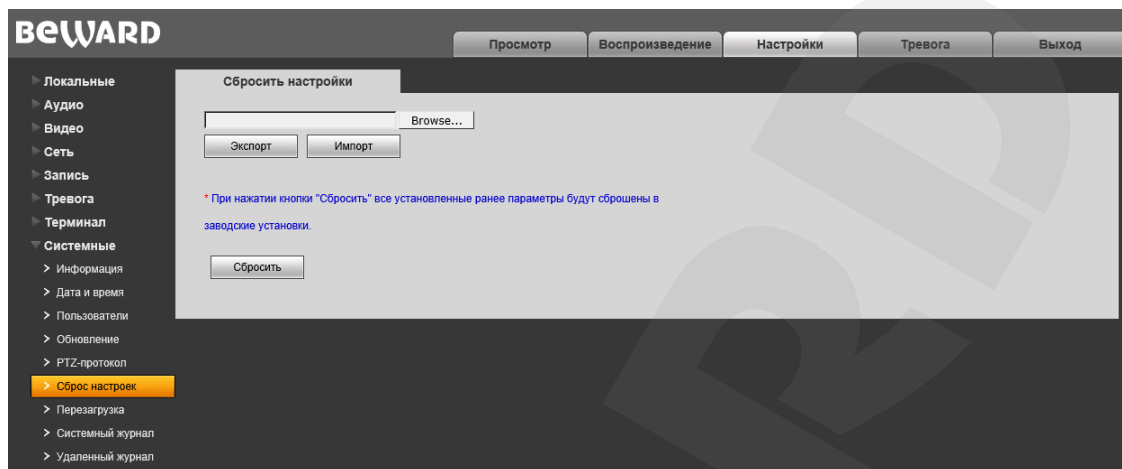 BEWARD
Просмотр Воспроизведение Настройки Тревога Выход
Локальные
Аудио
Видео
Сеть
Запись
Тревога
Терминал
Системные
Информация
Дата и время
Пользователи
Обновление
PTZ-протокол
Сброс настроек
Перезагрузка
Системный журнал
Удаленный журнал
Сбросить настройки
Browse...
Экспорт Импорт
* При нажатии кнопки "Сбросить" все установленные ранее параметры будут сброшены в
заводские установки.
Сбросить